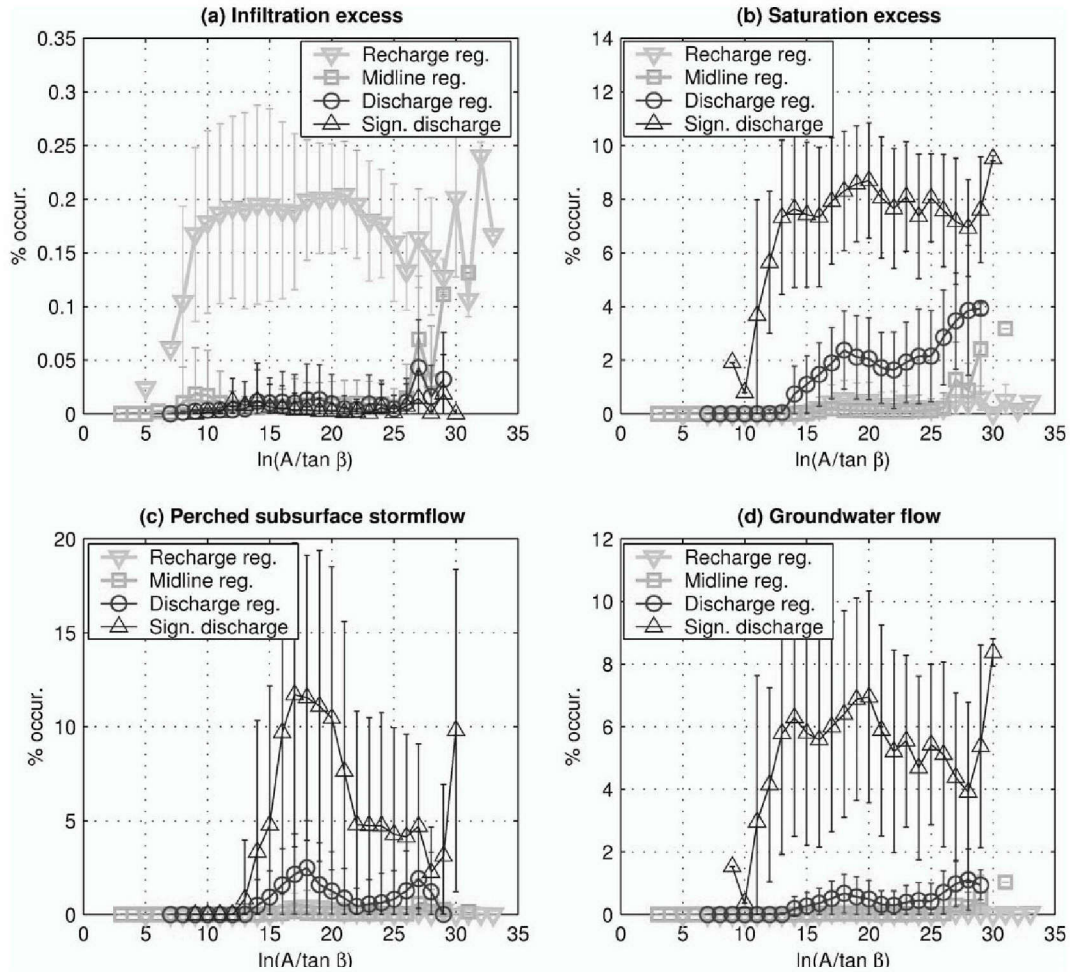 (a) Infiltration excess
0.35
0.3
0.25
0.2
0.15
0.1
0.05
0
% occur.
Recharge reg.
Midline reg.
Discharge reg.
Sign. discharge
5 10 15 20 25 30 35
ln(A/tan β)
(b) Saturation excess
14
12
10
8
6
4
2
0
% occur.
Recharge reg.
Midline reg.
Discharge reg.
Sign. discharge
5 10 15 20 25 30 35
ln(A/tan β)
(c) Perched subsurface stormflow
20
15
10
5
0
% occur.
Recharge reg.
Midline reg.
Discharge reg.
Sign. discharge
5 10 15 20 25 30 35
ln(A/tan β)
(d) Groundwater flow
12
10
8
6
4
2
0
% occur.
Recharge reg.
Midline reg.
Discharge reg.
Sign. discharge
5 10 15 20 25 30 35
ln(A/tan β)